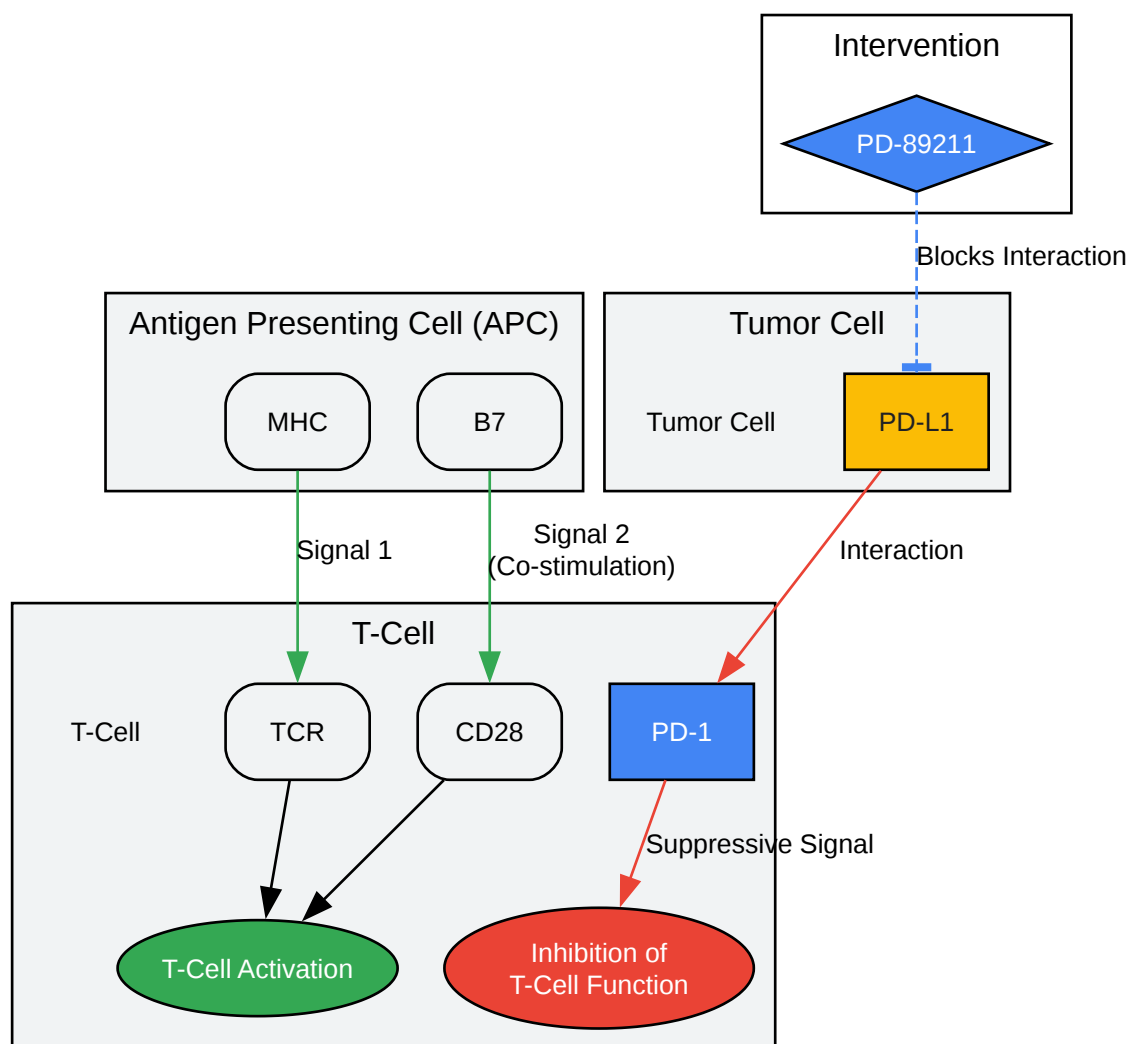 Intervention
PD-89211
Blocks Interaction
Antigen Presenting Cell (APC)
Tumor Cell
MHC
B7
Tumor Cell
PD-L1
Signal 1
Signal 2
(Co-stimulation)
Interaction
T-Cell
T-Cell
TCR
CD28
PD-1
Suppressive Signal
T-Cell Activation
Inhibition of
T-Cell Function